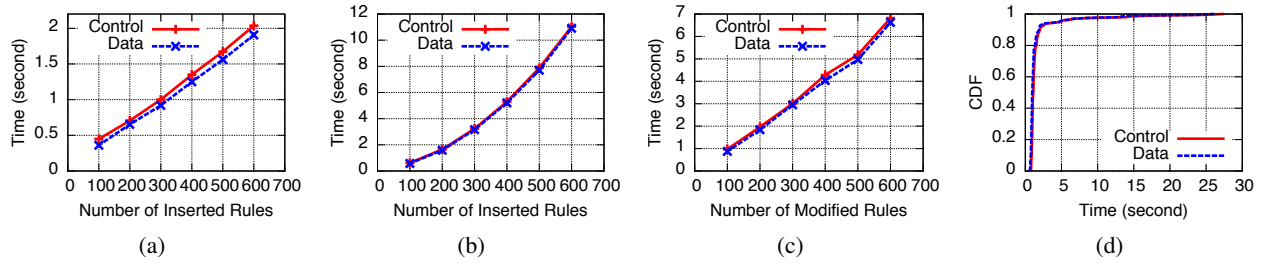 2
1.5
1
0.5
0
0 100 200 300 400 500 600 700
Time (second)
Number of Inserted Rules
Control
Data
(a)
12
10
8
6
4
2
0
0 100 200 300 400 500 600 700
Time (second)
Number of Inserted Rules
Control
Data
(b)
7
6
5
4
3
2
1
0
0 100 200 300 400 500 600 700
Time (second)
Number of Modified Rules
Control
Data
(c)
1
0.8
0.6
0.4
0.2
0
0 5 10 15 20 25 30
CDF
Time (second)
Control
Data
(d)